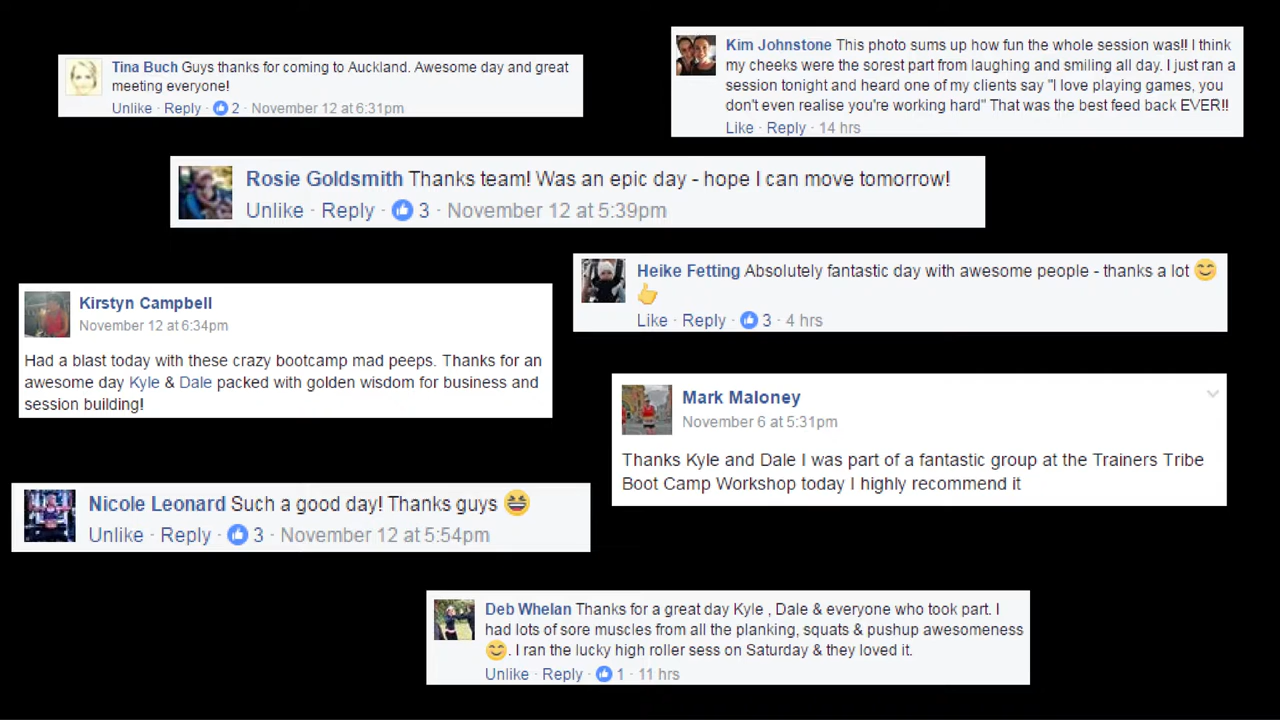 Tina Buch Guys thanks for coming to Auckland. Awesome day and great
meeting everyone!
Unlike · Reply · 2 · November 12 at 6:31pm
Kim Johnstone This photo sums up how fun the whole session was!! I think
my cheeks were the sorest part from laughing and smiling all day. I just ran a
session tonight and heard one of my clients say "I love playing games, you
don't even realise you're working hard" That was the best feed back EVER!!
Like · Reply · 14 hrs
Rosie Goldsmith Thanks team! Was an epic day - hope I can move tomorrow!
Unlike · Reply · 3 · November 12 at 5:39pm
Heike Fetting Absolutely fantastic day with awesome people - thanks a lot 😊
👍
Like · Reply · 3 · 4 hrs
Kirstyn Campbell
November 12 at 6:34pm
Had a blast today with these crazy bootcamp mad peeps. Thanks for an
awesome day Kyle & Dale packed with golden wisdom for business and
session building!
Mark Maloney
November 6 at 5:31pm
Thanks Kyle and Dale I was part of a fantastic group at the Trainers Tribe
Boot Camp Workshop today I highly recommend it
Nicole Leonard Such a good day! Thanks guys 😆
Unlike · Reply · 3 · November 12 at 5:54pm
Deb Whelan Thanks for a great day Kyle , Dale & everyone who took part. I
had lots of sore muscles from all the planking, squats & pushup awesomeness
😊. I ran the lucky high roller sess on Saturday & they loved it.
Unlike · Reply · 1 · 11 hrs